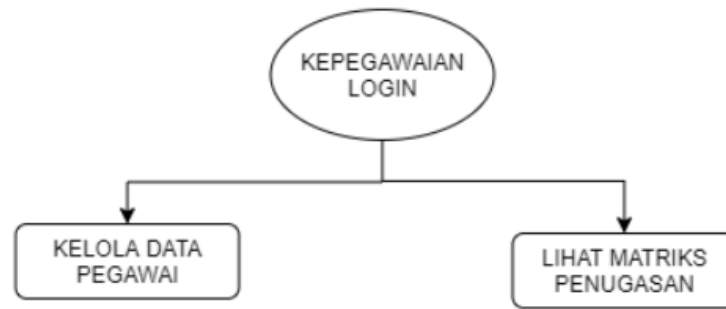 KEPEGAWAIAN
LOGIN
KELOLA DATA
PEGAWAI
LIHAT MATRIKS
PENUGASAN